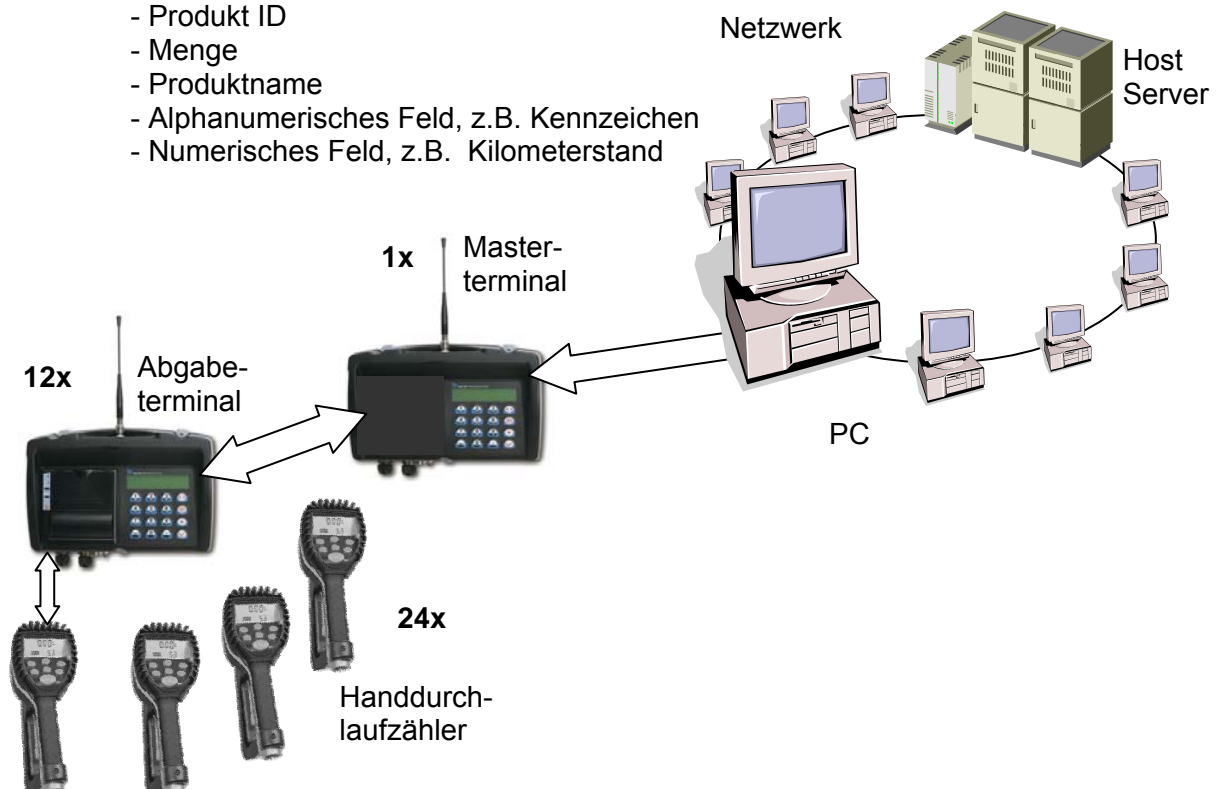 - Produkt ID
- Menge
- Produktname
- Alphanumerisches Feld, z.B. Kennzeichen
- Numerisches Feld, z.B. Kilometerstand
Netzwerk
Host
Server
1x
Master-
terminal
12x
Abgabe-
terminal
PC
24x
Handdurch-
laufzähler